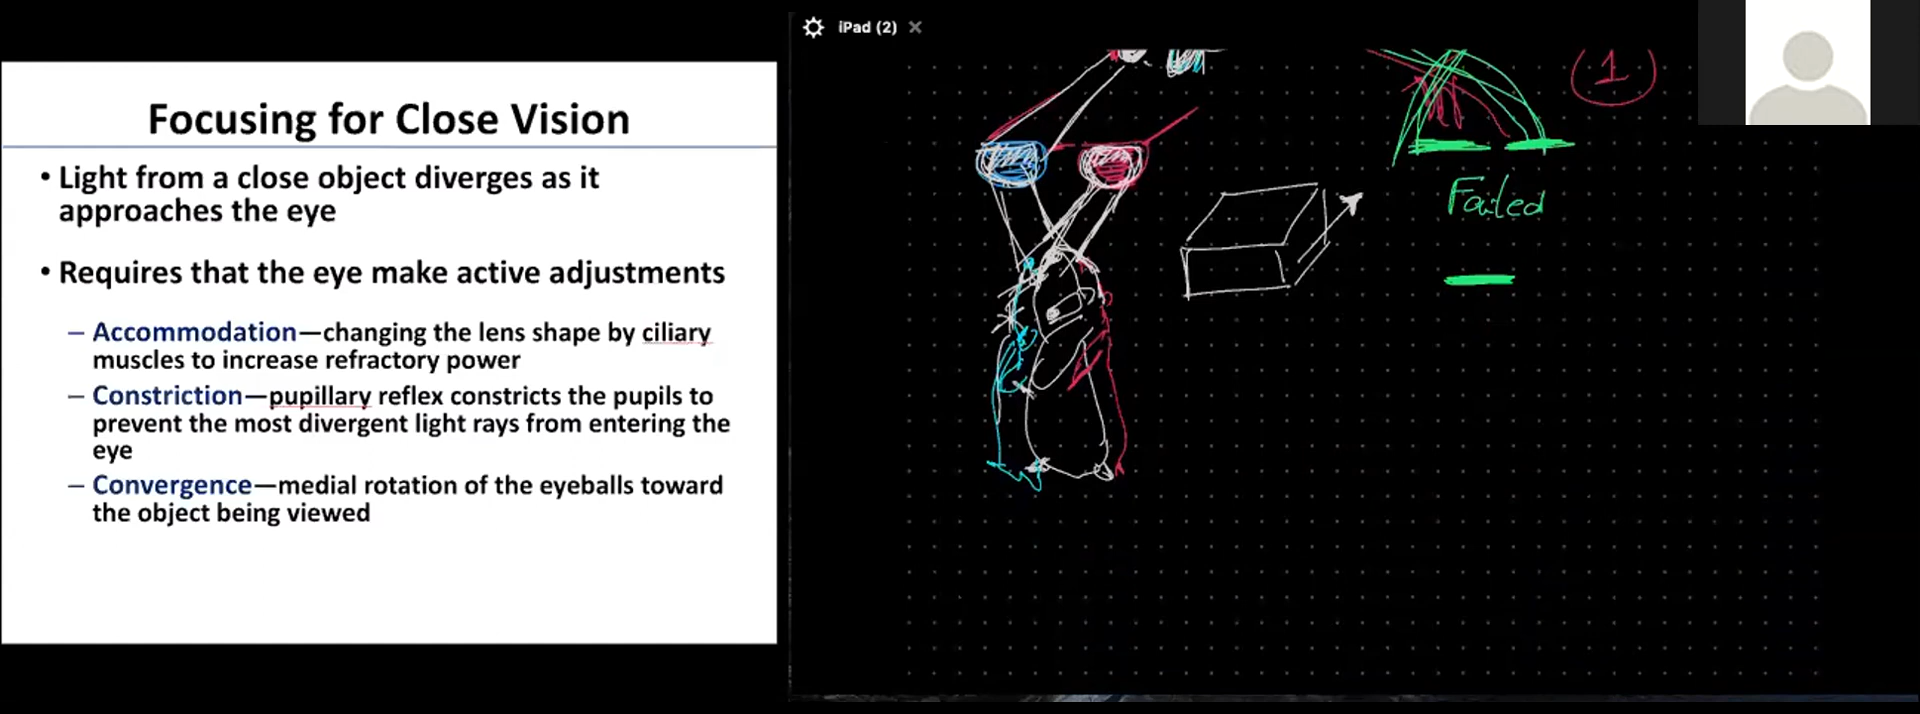 Focusing for Close Vision
• Light from a close object diverges as it
approaches the eye
• Requires that the eye make active adjustments
– Accommodation—changing the lens shape by ciliary
muscles to increase refractory power
– Constriction—pupillary reflex constricts the pupils to
prevent the most divergent light rays from entering the
eye
– Convergence—medial rotation of the eyeballs toward
the object being viewed
iPad (2)
1
Failed